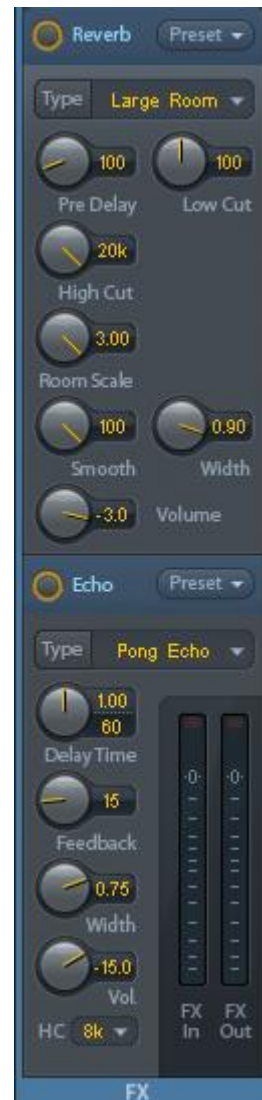 Reverb Preset
Type Large Room
100 100
Pre Delay Low Cut
20k
High Cut
3.00
Room Scale
100 0.90
Smooth Width
-3.0 Volume
Echo Preset
Type Pong Echo
1.00
60
Delay Time
-0- -0-
15
Feedback
0.75
Width
-15.0
Vol.
FX FX
In Out
HC 8k
FX